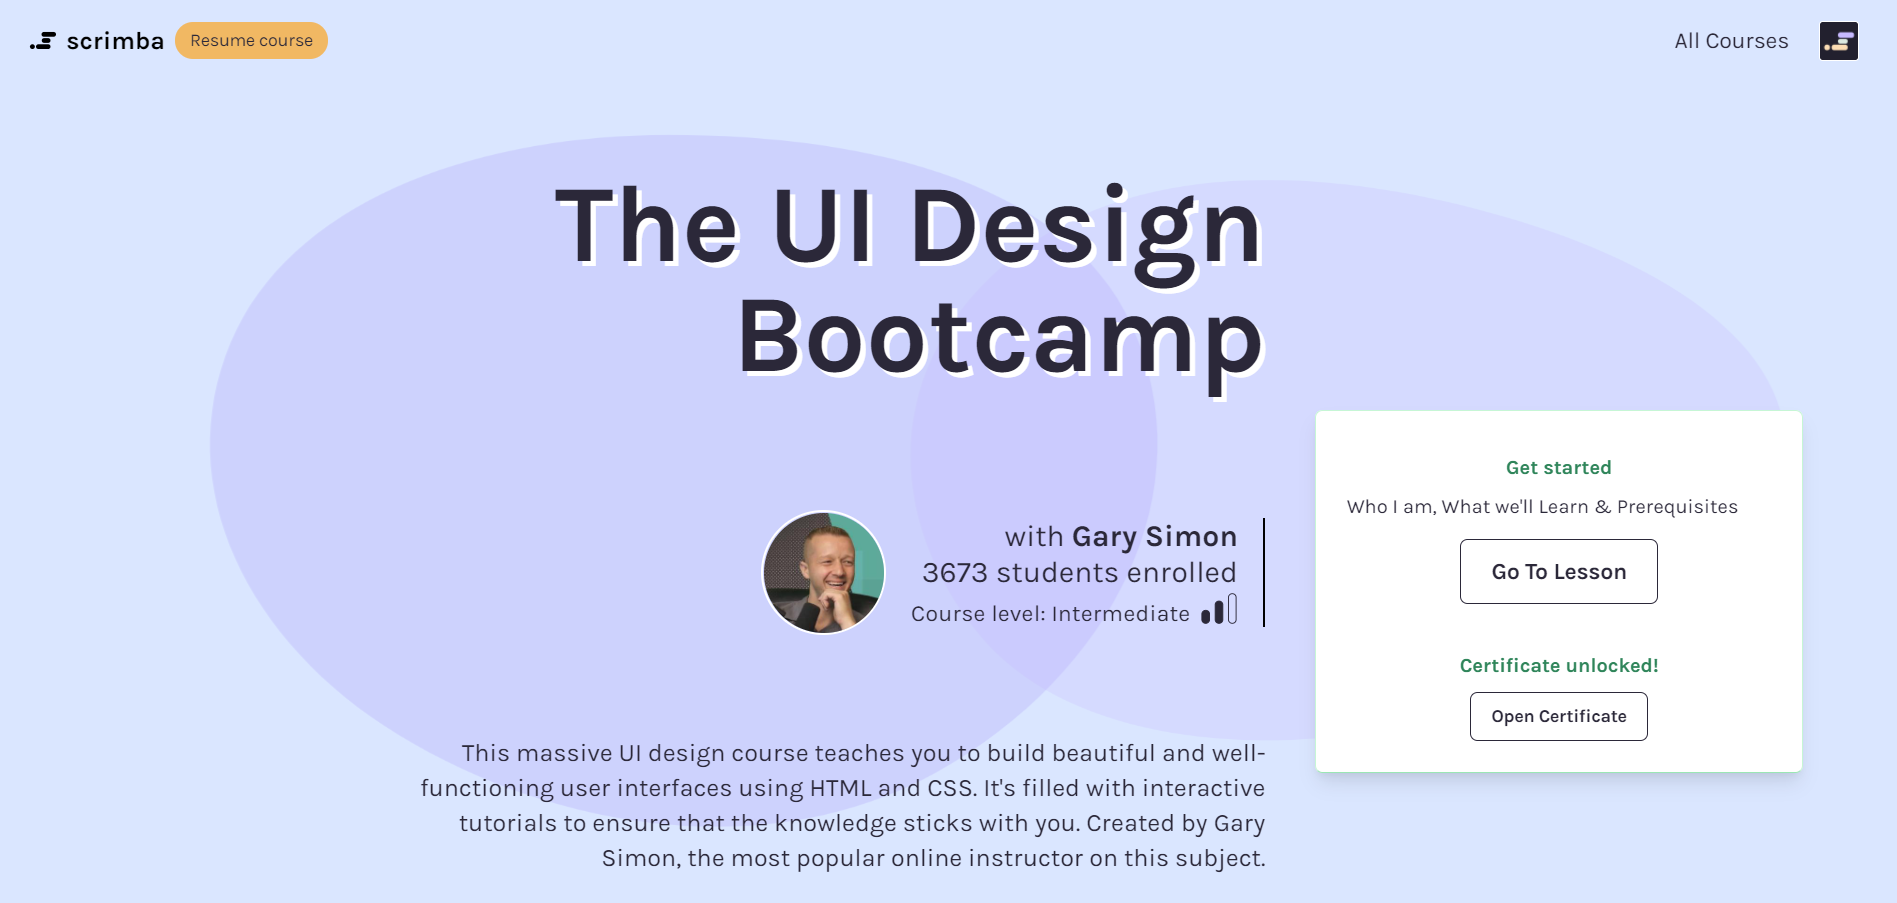 scrimba
Resume course
All Courses
The UI Design
Bootcamp
with Gary Simon
3673 students enrolled
Course level: Intermediate
This massive UI design course teaches you to build beautiful and well-
functioning user interfaces using HTML and CSS. It's filled with interactive
tutorials to ensure that the knowledge sticks with you. Created by Gary
Simon, the most popular online instructor on this subject.
Get started
Who I am, What we'll Learn & Prerequisites
Go To Lesson
Certificate unlocked!
Open Certificate